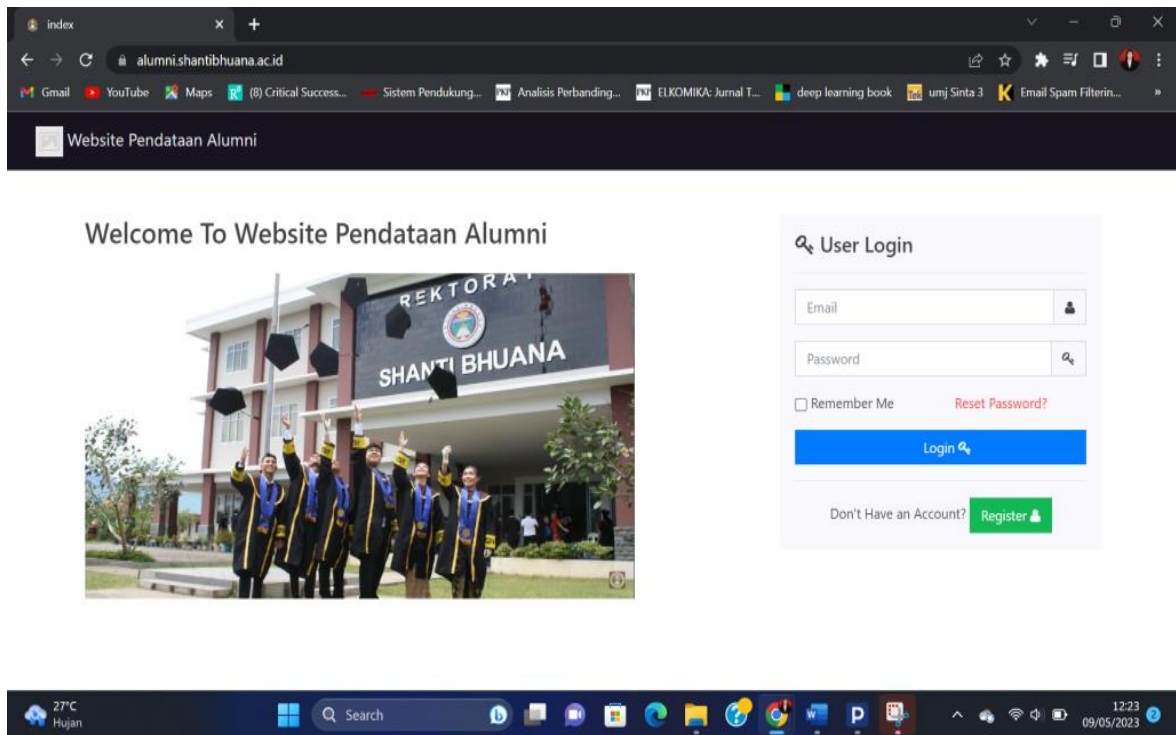 index
alumni.shantibhuana.ac.id
Gmail YouTube Maps (8) Critical Success... Sistem Pendukung... Analisis Perbanding... ELKOMIKA: Jurnal T... deep learning book umj Sinta 3 Email Spam Filterin... »
Website Pendataan Alumni
Welcome To Website Pendataan Alumni
REKTORAT
SHANTI BHUANA
User Login
Email
Password
Remember Me Reset Password?
Login
Don't Have an Account? Register
27°C
Hujan
Search
12:23
09/05/2023
2